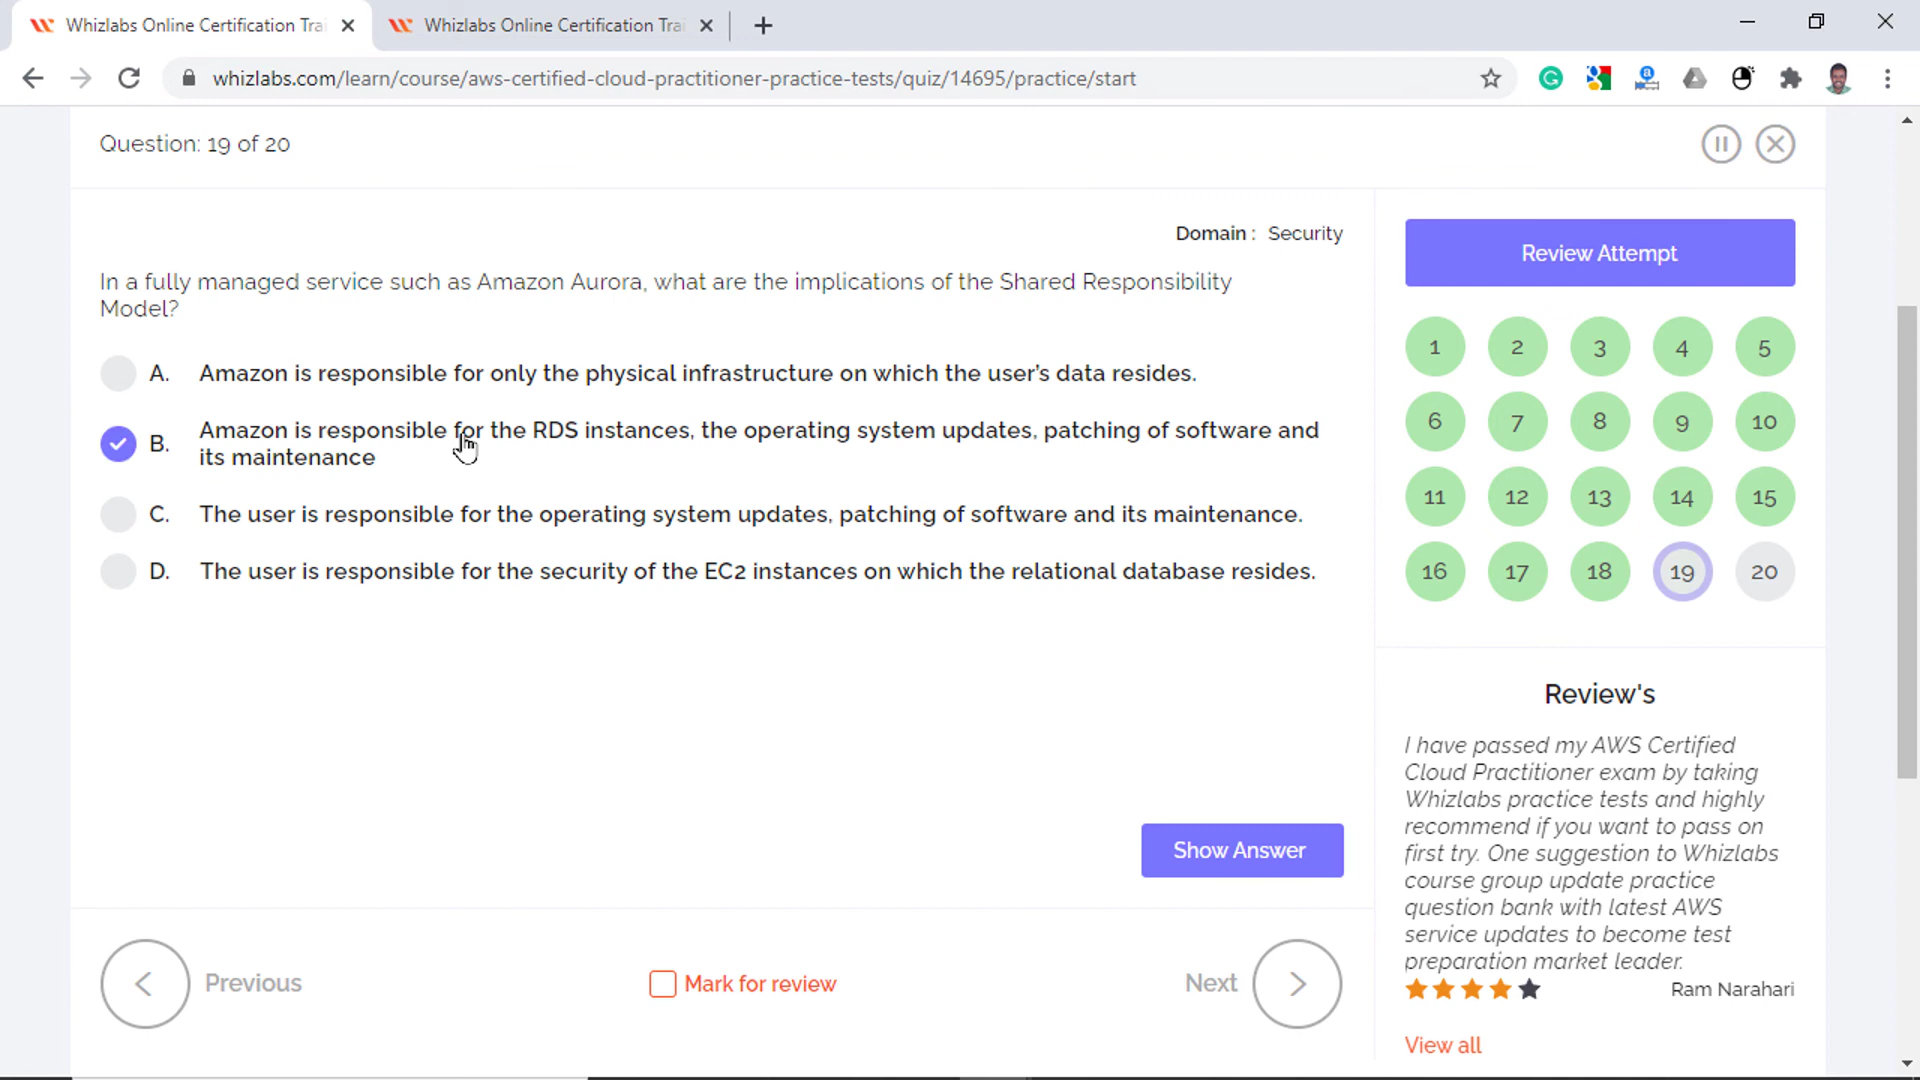 Whizlabs Online Certification Trai
Whizlabs Online Certification Trai
whizlabs.com/learn/course/aws-certified-cloud-practitioner-practice-tests/quiz/14695/practice/start
Question: 19 of 20
Domain : Security
In a fully managed service such as Amazon Aurora, what are the implications of the Shared Responsibility
Model?
A. Amazon is responsible for only the physical infrastructure on which the user's data resides.
B. Amazon is responsible for the RDS instances, the operating system updates, patching of software and
its maintenance
C. The user is responsible for the operating system updates, patching of software and its maintenance.
D. The user is responsible for the security of the EC2 instances on which the relational database resides.
Show Answer
Previous
Mark for review
Next
Review Attempt
1 2 3 4 5
6 7 8 9 10
11 12 13 14 15
16 17 18 19 20
Review's
I have passed my AWS Certified
Cloud Practitioner exam by taking
Whizlabs practice tests and highly
recommend if you want to pass on
first try. One suggestion to Whizlabs
course group update practice
question bank with latest AWS
service updates to become test
preparation market leader.
Ram Narahari
View all